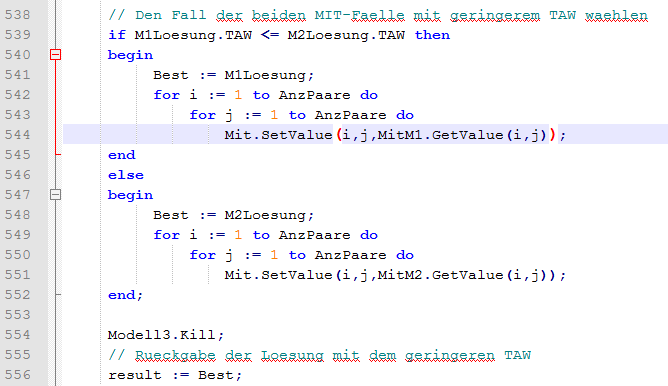 538 // Den Fall der beiden MIT-Faelle mit geringerem TAW waehlen
539 if M1Loesung.TAW <= M2Loesung.TAW then
540 begin
541 Best := M1Loesung;
542 for i := 1 to AnzPaare do
543 for j := 1 to AnzPaare do
544 Mit.SetValue(i,j,MitM1.GetValue(i,j));
545 end
546 else
547 begin
548 Best := M2Loesung;
549 for i := 1 to AnzPaare do
550 for j := 1 to AnzPaare do
551 Mit.SetValue(i,j,MitM2.GetValue(i,j));
552 end;
553
554 Modell3.Kill;
555 // Rueckgabe der Loesung mit dem geringeren TAW
556 result := Best;